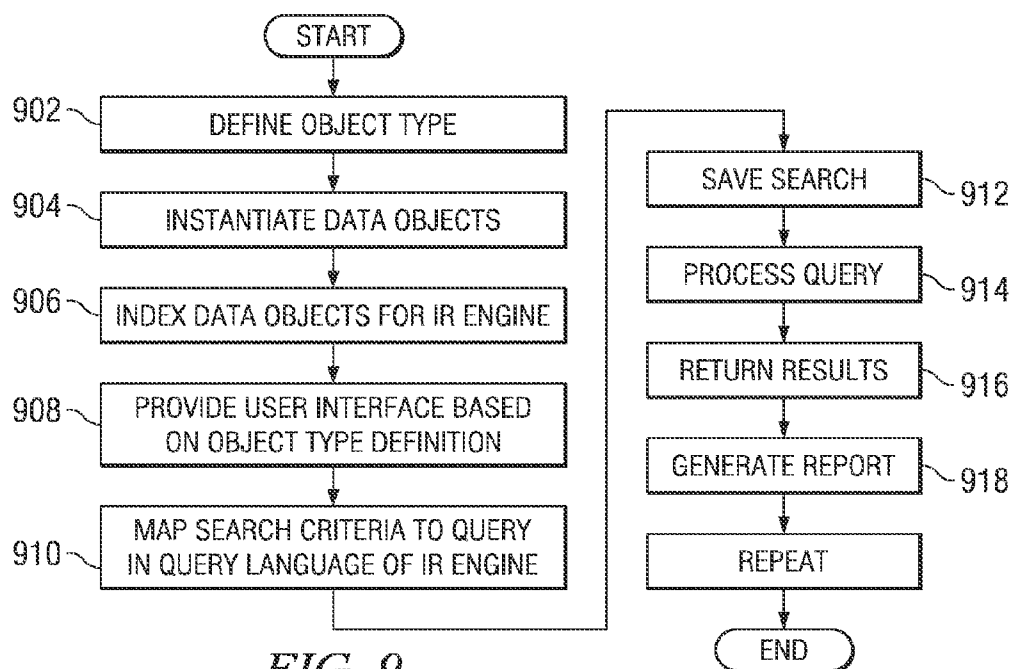 START
902
DEFINE OBJECT TYPE
904
INSTANTIATE DATA OBJECTS
906
INDEX DATA OBJECTS FOR IR ENGINE
908
PROVIDE USER INTERFACE BASED
ON OBJECT TYPE DEFINITION
910
MAP SEARCH CRITERIA TO QUERY
IN QUERY LANGUAGE OF IR ENGINE
SAVE SEARCH
912
PROCESS QUERY
914
RETURN RESULTS
916
GENERATE REPORT
918
REPEAT
END
FIG. 9